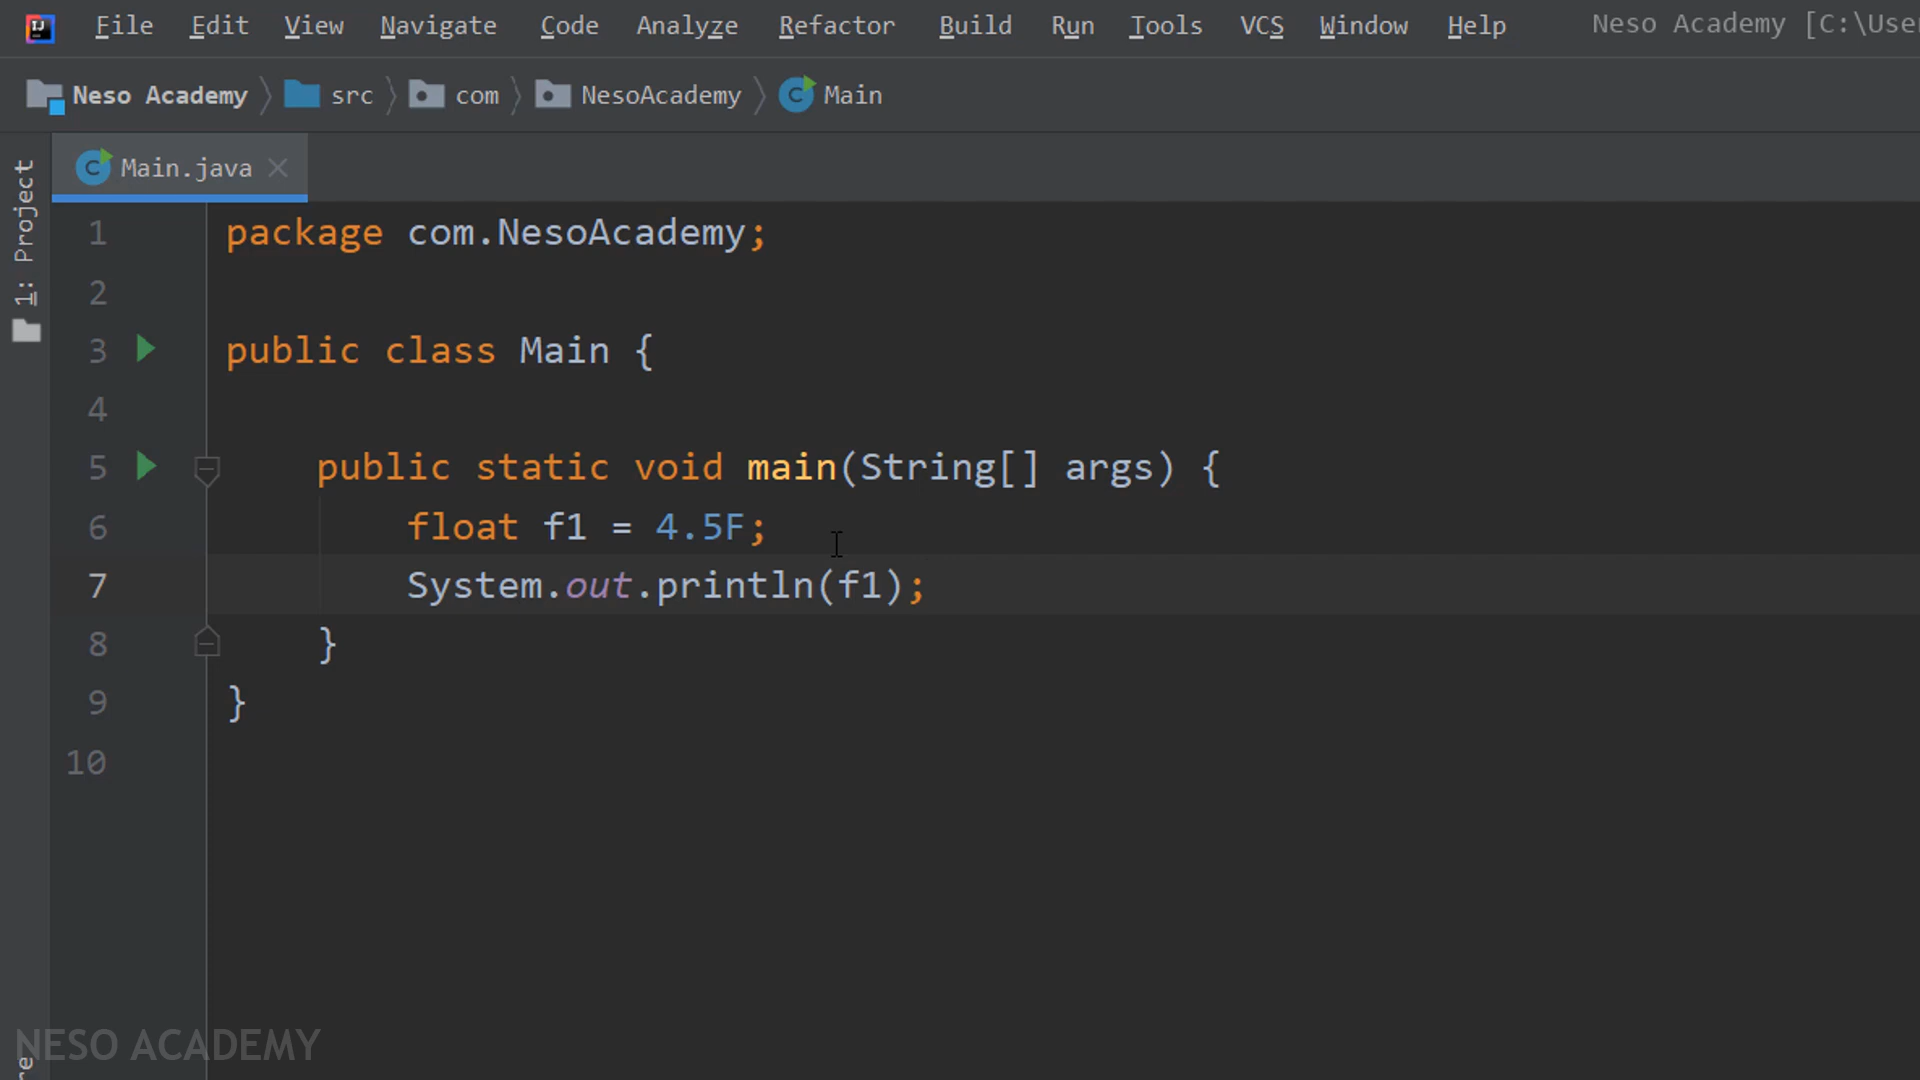 File Edit View Navigate Code Analyze Refactor Build Run Tools VCS Window Help Neso Academy [C:\Use
Neso Academy src com NesoAcademy Main
Main.java
1: Project
1 package com.NesoAcademy;
2
3 public class Main {
4
5 public static void main(String[] args) {
6 float f1 = 4.5F;
7 System.out.println(f1);
8 }
9 }
10
NESO ACADEMY
re